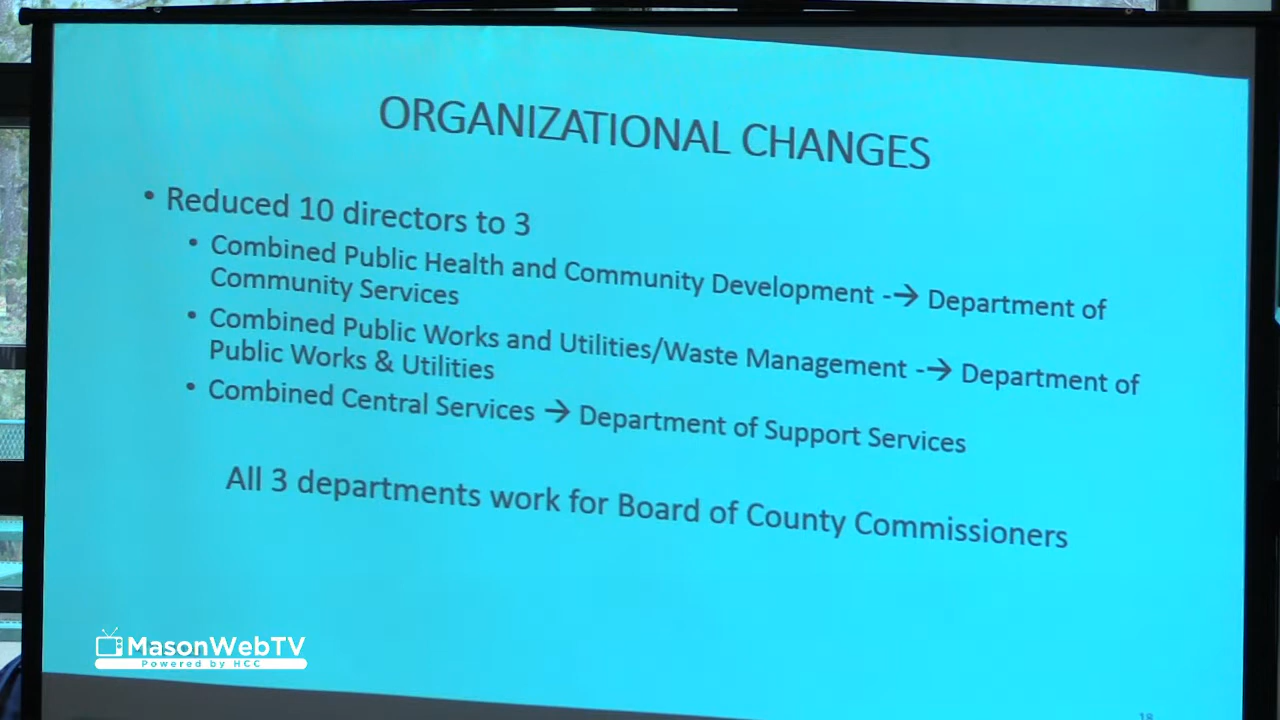 ORGANIZATIONAL CHANGES
• Reduced 10 directors to 3
• Combined Public Health and Community Development -→ Department of
Community Services
• Combined Public Works and Utilities/Waste Management -→ Department of
Public Works & Utilities
• Combined Central Services → Department of Support Services
All 3 departments work for Board of County Commissioners
MasonWebTV
Powered by HCC
18